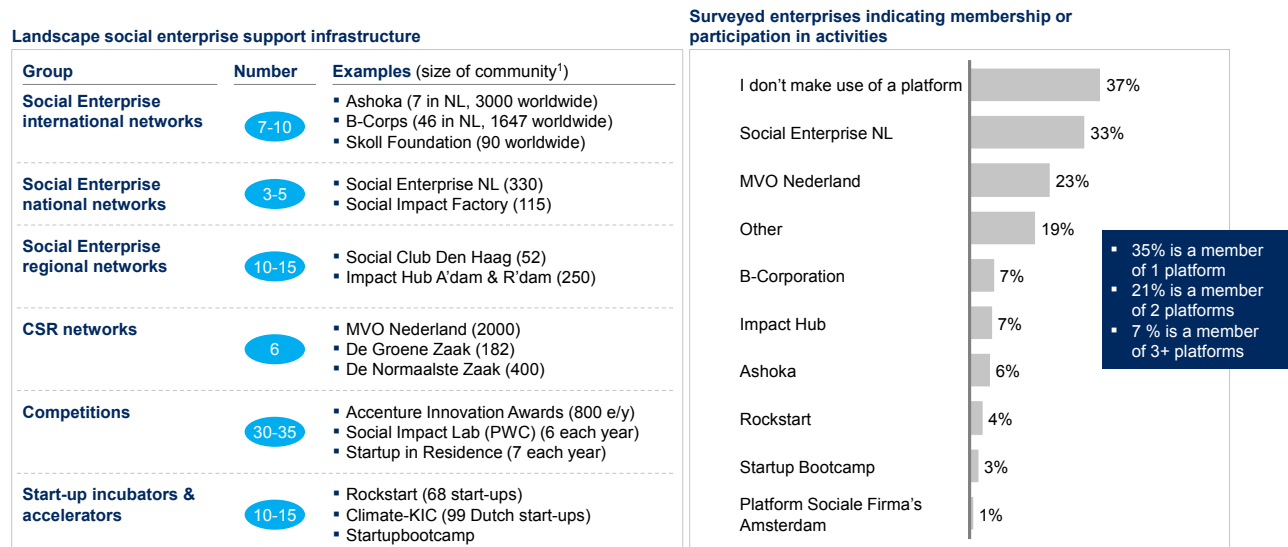 Landscape social enterprise support infrastructure
Group Number Examples (size of community1)
Social Enterprise
international networks
7-10
▪ Ashoka (7 in NL, 3000 worldwide)
▪ B-Corps (46 in NL, 1647 worldwide)
▪ Skoll Foundation (90 worldwide)
Social Enterprise
national networks
3-5
▪ Social Enterprise NL (330)
▪ Social Impact Factory (115)
Social Enterprise
regional networks
10-15
▪ Social Club Den Haag (52)
▪ Impact Hub A'dam & R'dam (250)
CSR networks
6
▪ MVO Nederland (2000)
▪ De Groene Zaak (182)
▪ De Normaalste Zaak (400)
Competitions
30-35
▪ Accenture Innovation Awards (800 e/y)
▪ Social Impact Lab (PWC) (6 each year)
▪ Startup in Residence (7 each year)
Start-up incubators &
accelerators
10-15
▪ Rockstart (68 start-ups)
▪ Climate-KIC (99 Dutch start-ups)
▪ Startupbootcamp
Surveyed enterprises indicating membership or
participation in activities
I don't make use of a platform 37%
Social Enterprise NL 33%
MVO Nederland 23%
Other 19%
B-Corporation 7%
Impact Hub 7%
Ashoka 6%
Rockstart 4%
Startup Bootcamp 3%
Platform Sociale Firma's
Amsterdam 1%
▪ 35% is a member
of 1 platform
▪ 21% is a member
of 2 platforms
▪ 7 % is a member
of 3+ platforms